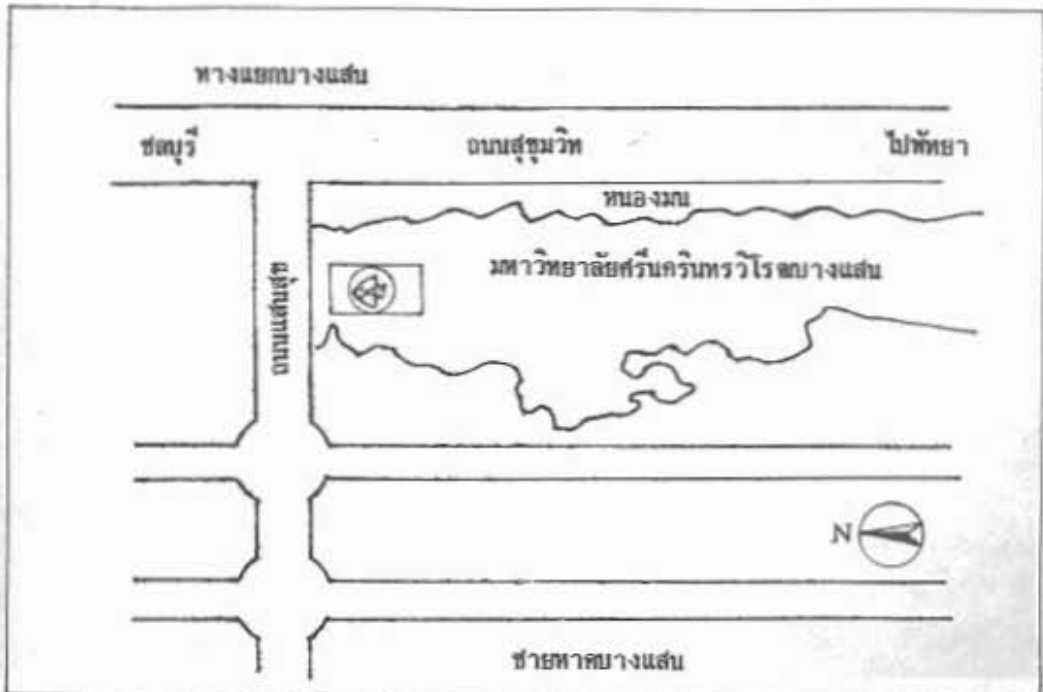 ทางแยกบางแสน
ชลบุรี ถนนสุขุมวิท ไปพัทยา
หนองมน
มหาวิทยาลัยศรีนครินทรวิโรฒบางแสน
ถนนแสนสุข
N
ชายหาดบางแสน